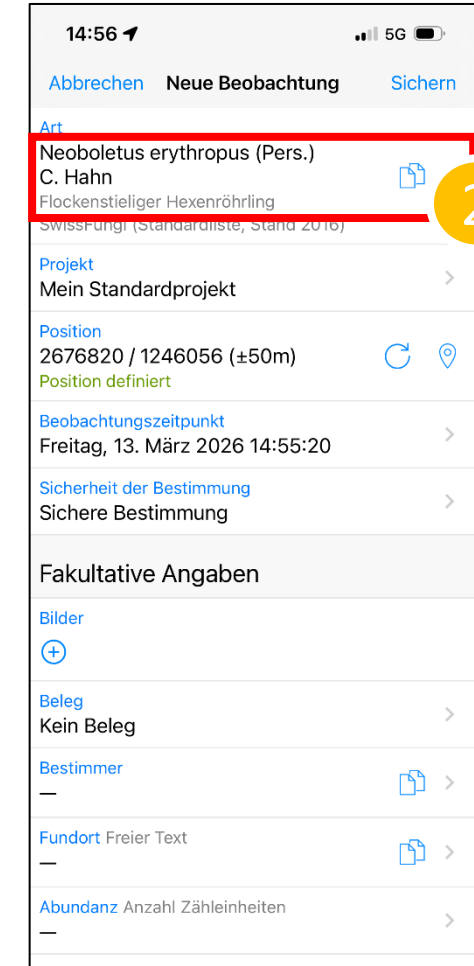 14:56
5G
Abbrechen Neue Beobachtung Sichern
Art
Neoboletus erythropus (Pers.)
C. Hahn
Flockenstieliger Hexenröhrling
SwissFungi (Standardliste, Stand 2016)
2
Projekt
Mein Standardprojekt
Position
2676820 / 1246056 (±50m)
Position definiert
Beobachtungszeitpunkt
Freitag, 13. März 2026 14:55:20
Sicherheit der Bestimmung
Sichere Bestimmung
Fakultative Angaben
Bilder
Beleg
Kein Beleg
Bestimmer
—
Fundort Freier Text
—
Abundanz Anzahl Zähleinheiten
—